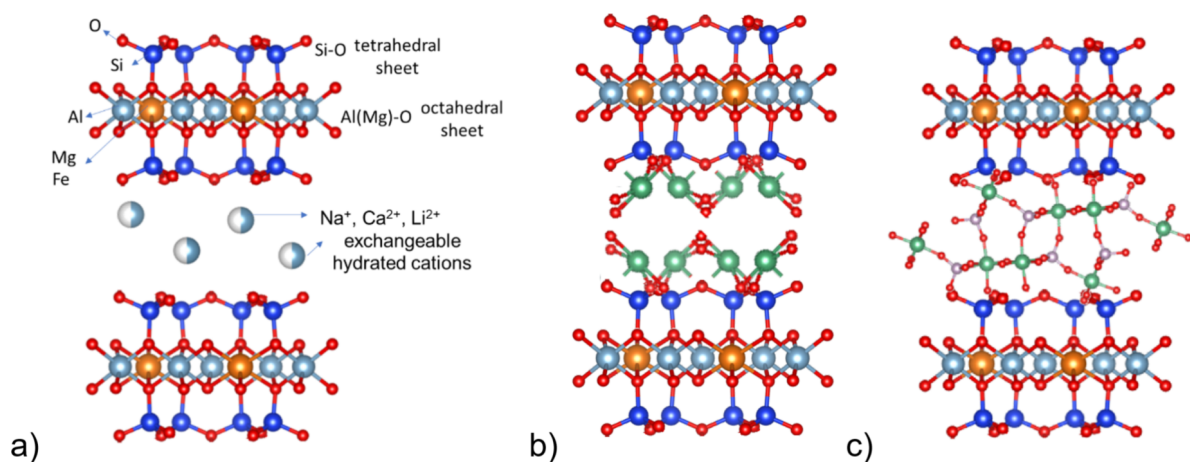 O
Si
Si-O tetrahedral
sheet
Al
Al(Mg)-O octahedral
sheet
Mg
Fe
Na⁺, Ca²⁺, Li²⁺
exchangeable
hydrated cations
a)
b)
c)